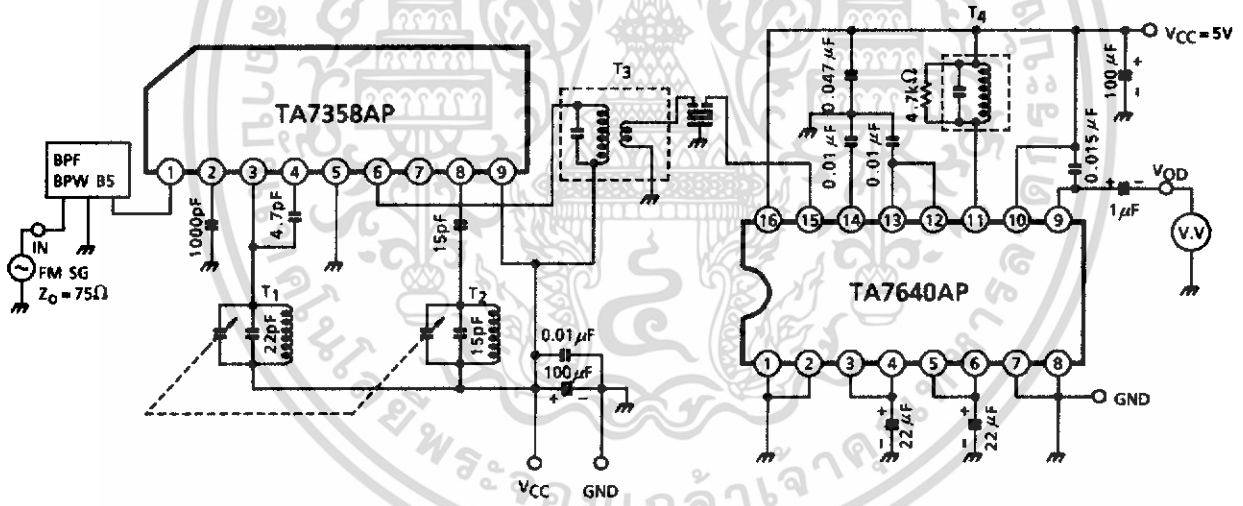 T3
T4
VCC = 5V
TA7358AP
BPF
BPW B5
1 2 3 4 5 6 7 8 9
IN
FM SG
Zo = 75Ω
1000pF
4.7pF
15pF
T1
22pF
T2
15pF
0.01μF
100μF
+ -
VCC
GND
0.047μF
4.7kΩ
100μF
+
-
0.01μF
0.01μF
0.015μF
VOD
+ -
1μF
V.V
16 15 14 13 12 11 10 9
TA7640AP
1 2 3 4 5 6 7 8
GND
+
-
22μF
+
-
22μF